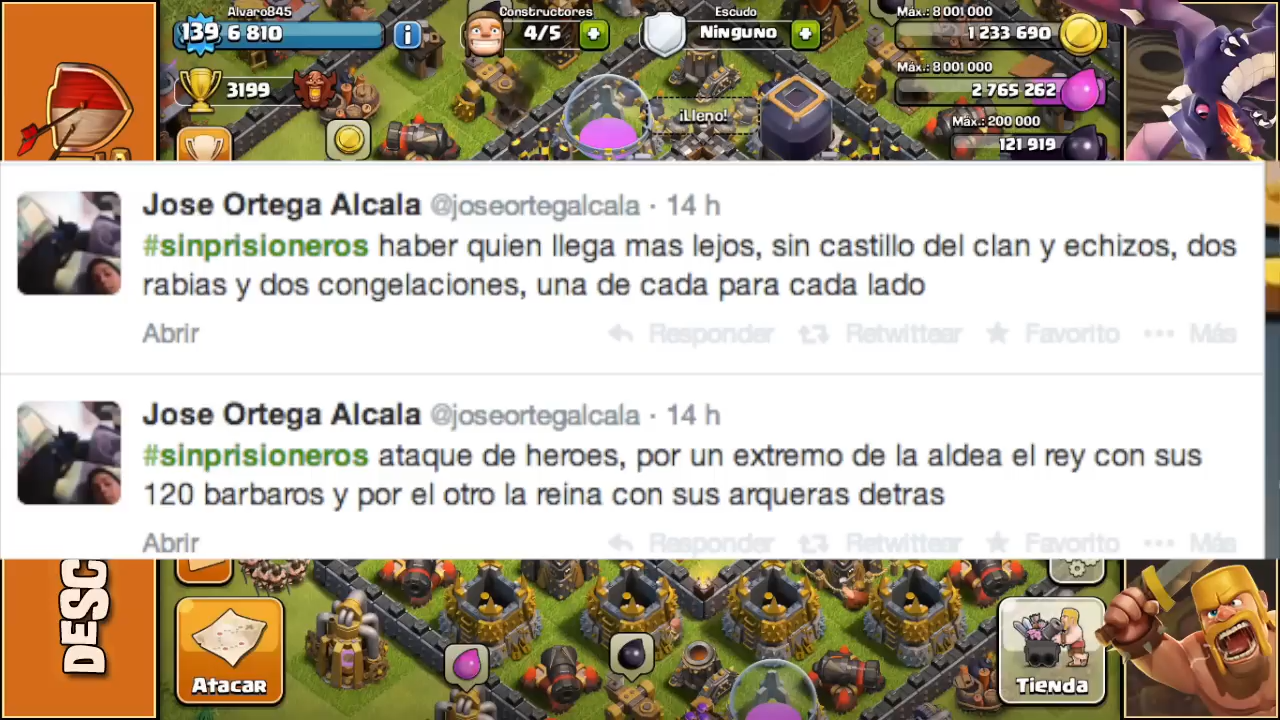 Alvaro845
139 6 810
Constructores
4/5
Escudo
Ninguno
Máx.: 8 001 000
1 233 690
3199
¡Lleno!
Máx.: 8 001 000
2 765 262
Máx.: 200 000
121 919
Jose Ortega Alcala @joseortegalcala · 14 h
#sinprisioneros haber quien llega mas lejos, sin castillo del clan y echizos, dos
rabias y dos congelaciones, una de cada para cada lado
Abrir Responder Retwittear Favorito Más
Jose Ortega Alcala @joseortegalcala · 14 h
#sinprisioneros ataque de heroes, por un extremo de la aldea el rey con sus
120 barbaros y por el otro la reina con sus arqueras detras
Abrir Responder Retwittear Favorito Más
DESC
Atacar
Tienda